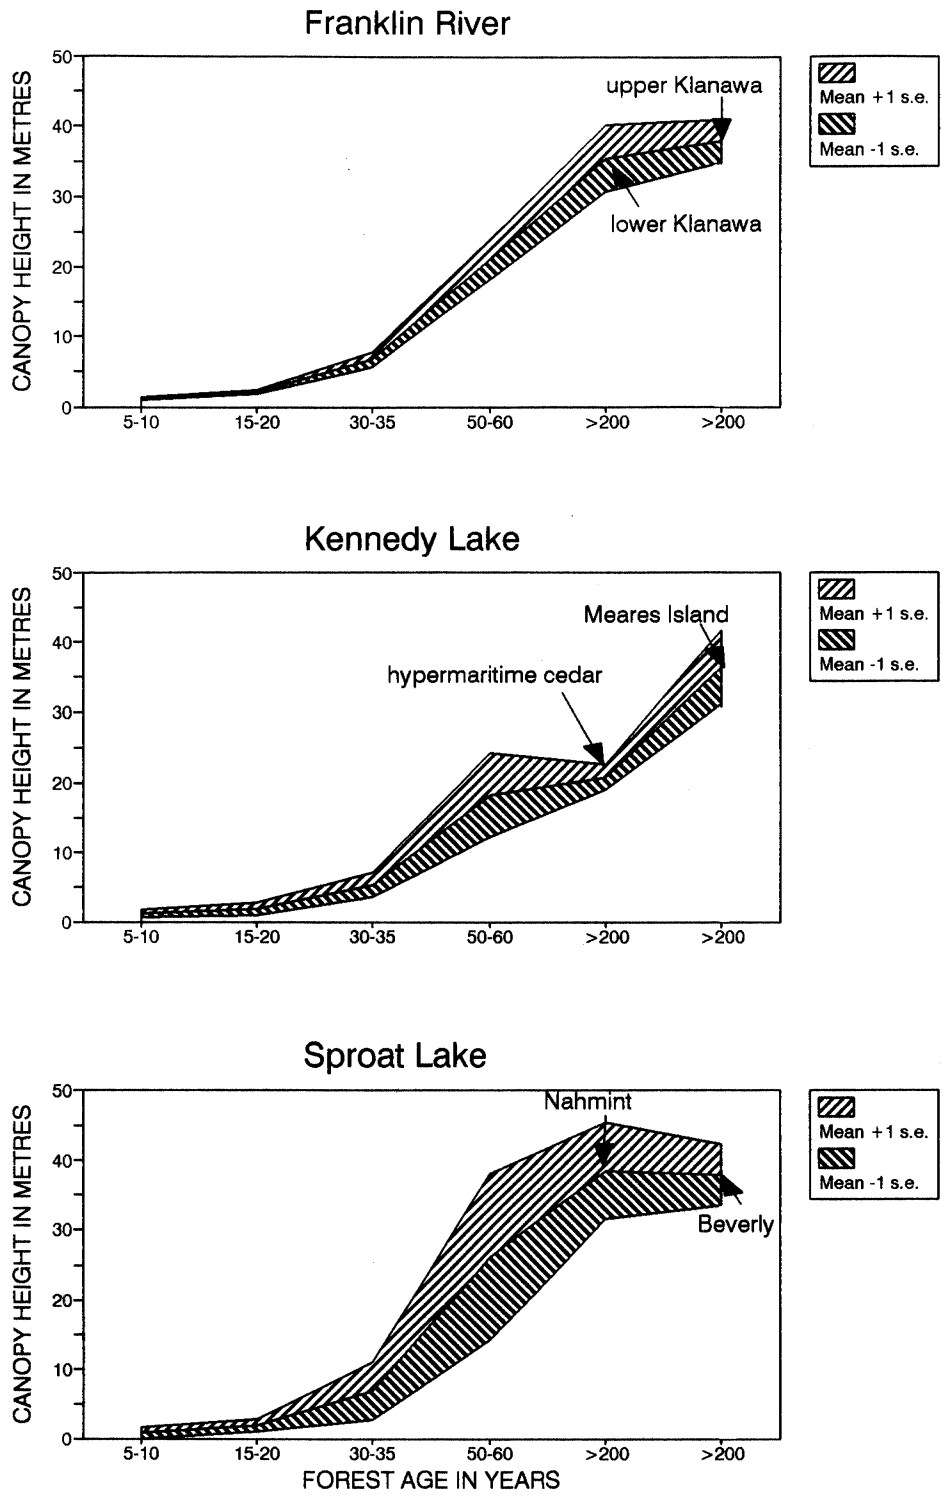 Franklin River
50
40
30
20
10
0
CANOPY HEIGHT IN METRES
upper Klanawa
lower Klanawa
5-10 15-20 30-35 50-60 >200 >200
Mean +1 s.e.
Mean -1 s.e.
Kennedy Lake
50
40
30
20
10
0
CANOPY HEIGHT IN METRES
Meares Island
hypermaritime cedar
5-10 15-20 30-35 50-60 >200 >200
Mean +1 s.e.
Mean -1 s.e.
Sproat Lake
50
40
30
20
10
0
CANOPY HEIGHT IN METRES
Nahmint
Beverly
5-10 15-20 30-35 50-60 >200 >200
FOREST AGE IN YEARS
Mean +1 s.e.
Mean -1 s.e.